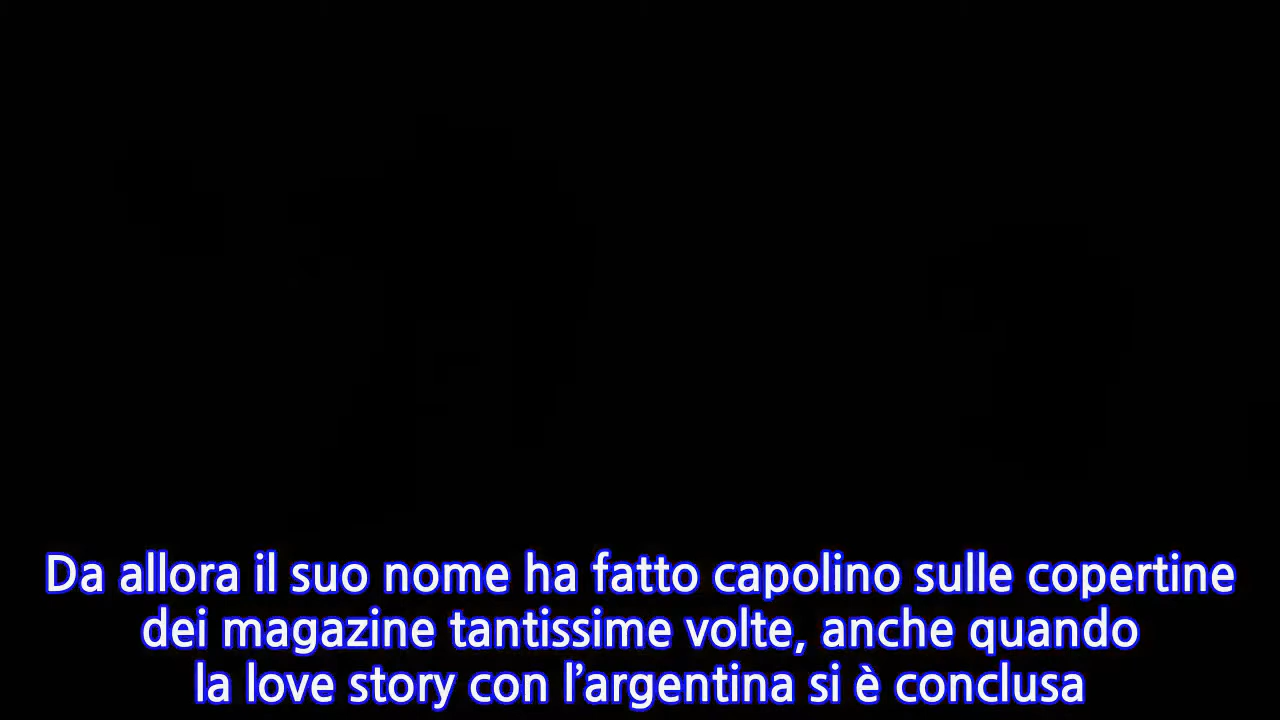 Da allora il suo nome ha fatto capolino sulle copertine
dei magazine tantissime volte, anche quando
la love story con l’argentina si è conclusa